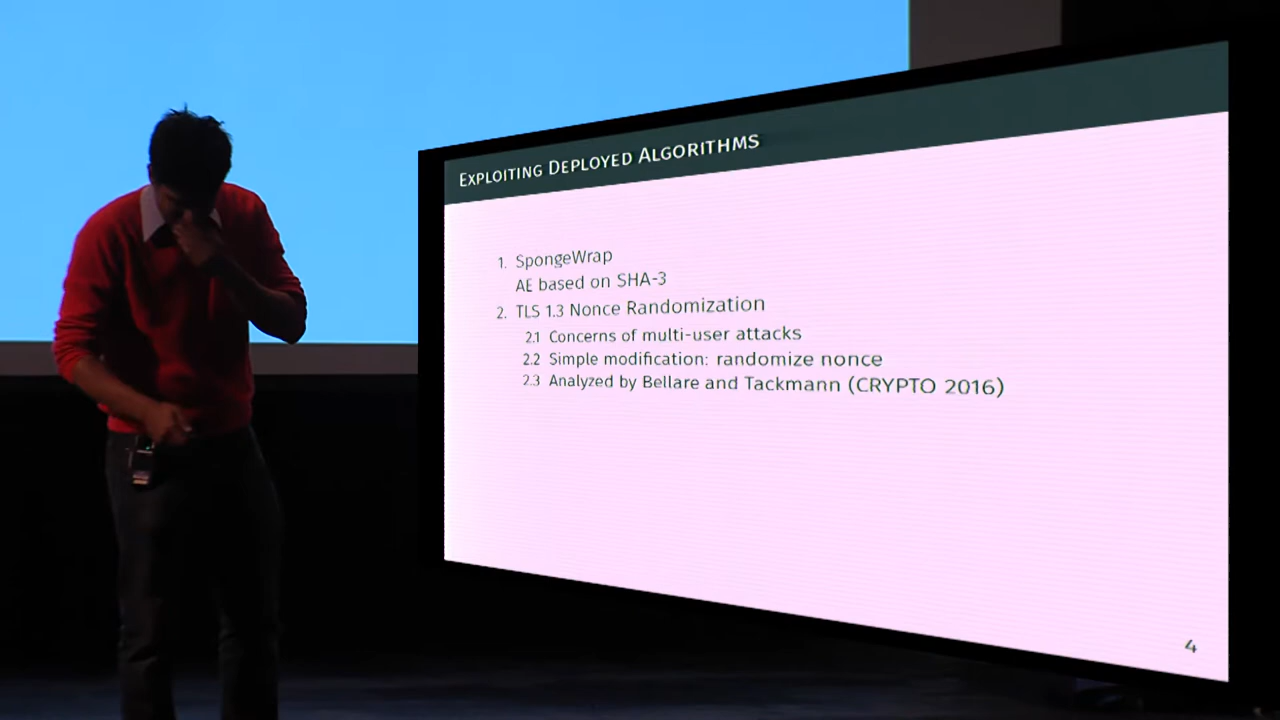 EXPLOITING DEPLOYED ALGORITHMS
1. SpongeWrap
AE based on SHA-3
2. TLS 1.3 Nonce Randomization
2.1 Concerns of multi-user attacks
2.2 Simple modification: randomize nonce
2.3 Analyzed by Bellare and Tackmann (CRYPTO 2016)
4